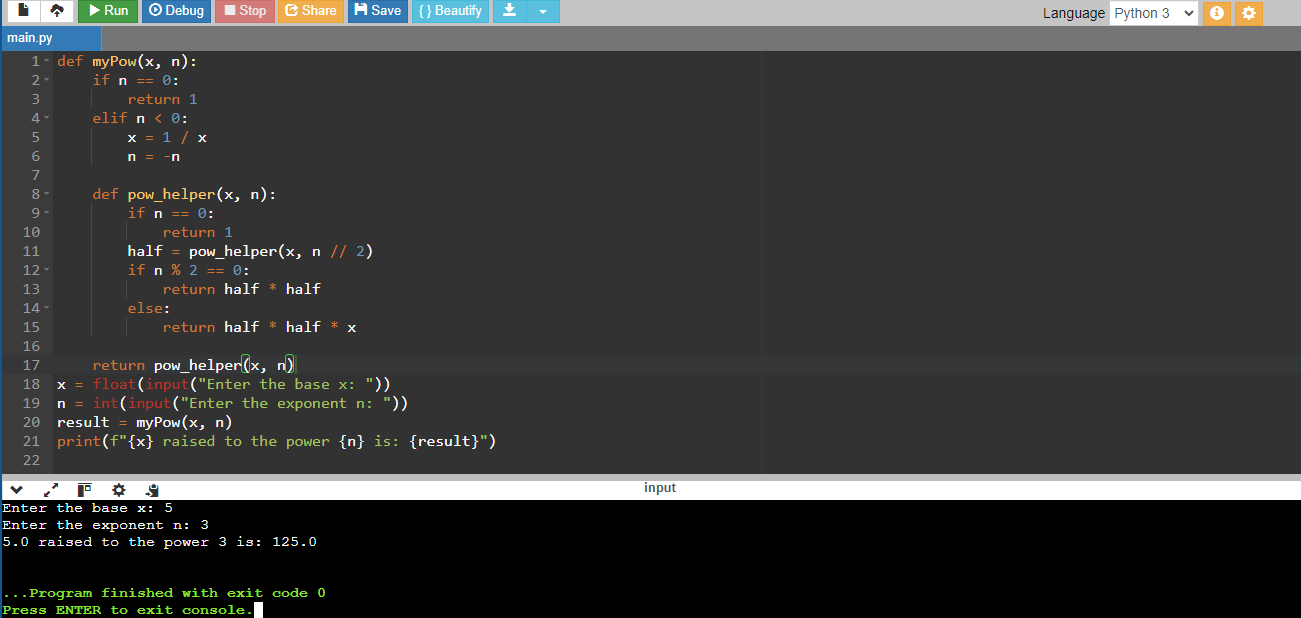 Run Debug Stop Share Save { } Beautify Language Python 3
main.py
1 def myPow(x, n):
2     if n == 0:
3         return 1
4     elif n < 0:
5         x = 1 / x
6         n = -n
7
8     def pow_helper(x, n):
9         if n == 0:
10             return 1
11         half = pow_helper(x, n // 2)
12         if n % 2 == 0:
13             return half * half
14         else:
15             return half * half * x
16
17     return pow_helper(x, n)
18 x = float(input("Enter the base x: "))
19 n = int(input("Enter the exponent n: "))
20 result = myPow(x, n)
21 print(f"{x} raised to the power {n} is: {result}")
22
input
Enter the base x: 5
Enter the exponent n: 3
5.0 raised to the power 3 is: 125.0
...Program finished with exit code 0
Press ENTER to exit console.